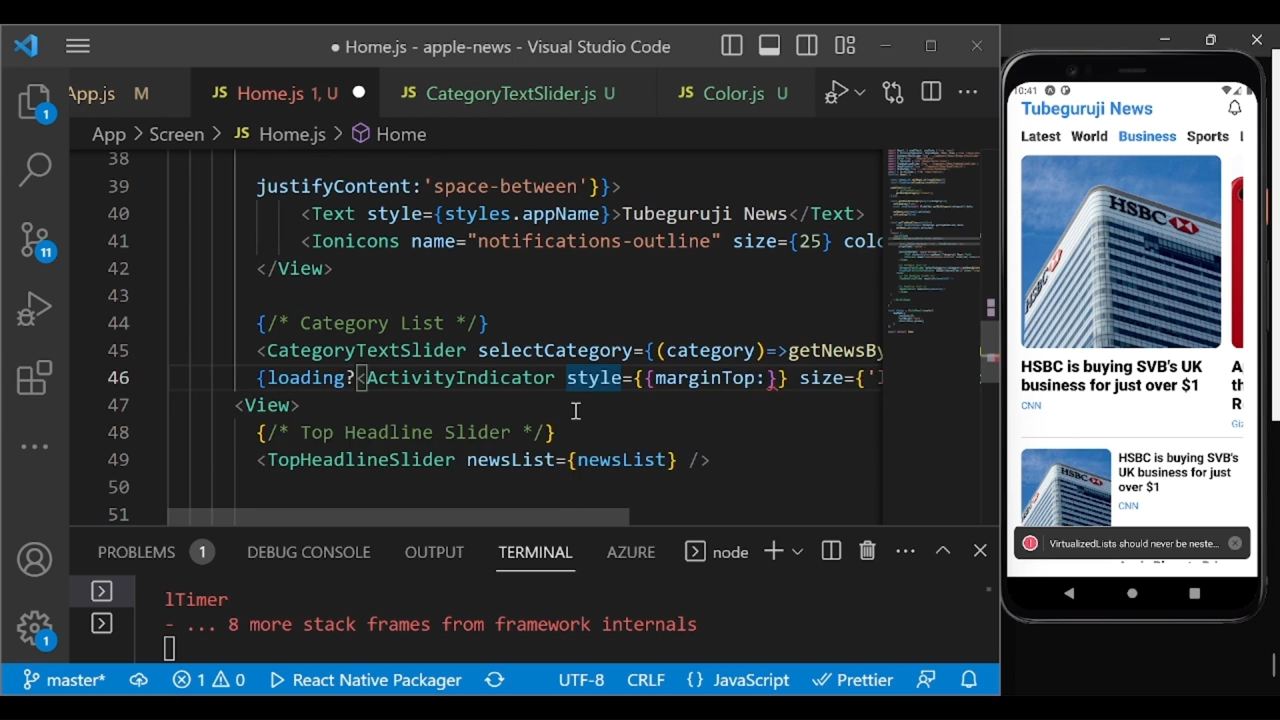 Home.js - apple-news - Visual Studio Code
App.js M
JS Home.js 1, U
JS CategoryTextSlider.js U
JS Color.js U
App > Screen > JS Home.js > Home
38
39 justifyContent:'space-between'}}>
40 <Text style={styles.appName}>Tubeguruji News</Text>
41 <Ionicons name="notifications-outline" size={25} colo
42 </View>
43
44 {/* Category List */}
45 <CategoryTextSlider selectCategory={(category)=>getNewsBy
46 {loading?<ActivityIndicator style={{marginTop:}} size={'
47 <View>
48 {/* Top Headline Slider */}
49 <TopHeadlineSlider newsList={newsList} />
50
51
PROBLEMS 1 DEBUG CONSOLE OUTPUT TERMINAL AZURE node
lTimer
- ... 8 more stack frames from framework internals
1
11
1
master* 1 0 React Native Packager UTF-8 CRLF {} JavaScript Prettier
10:41
Tubeguruji News
Latest World Business Sports
HSBC
HSBC is buying SVB's UK
business for just over $1
CNN
HSBC
HSBC is buying SVB's
UK business for just
over $1
CNN
VirtualizedLists should never be neste...